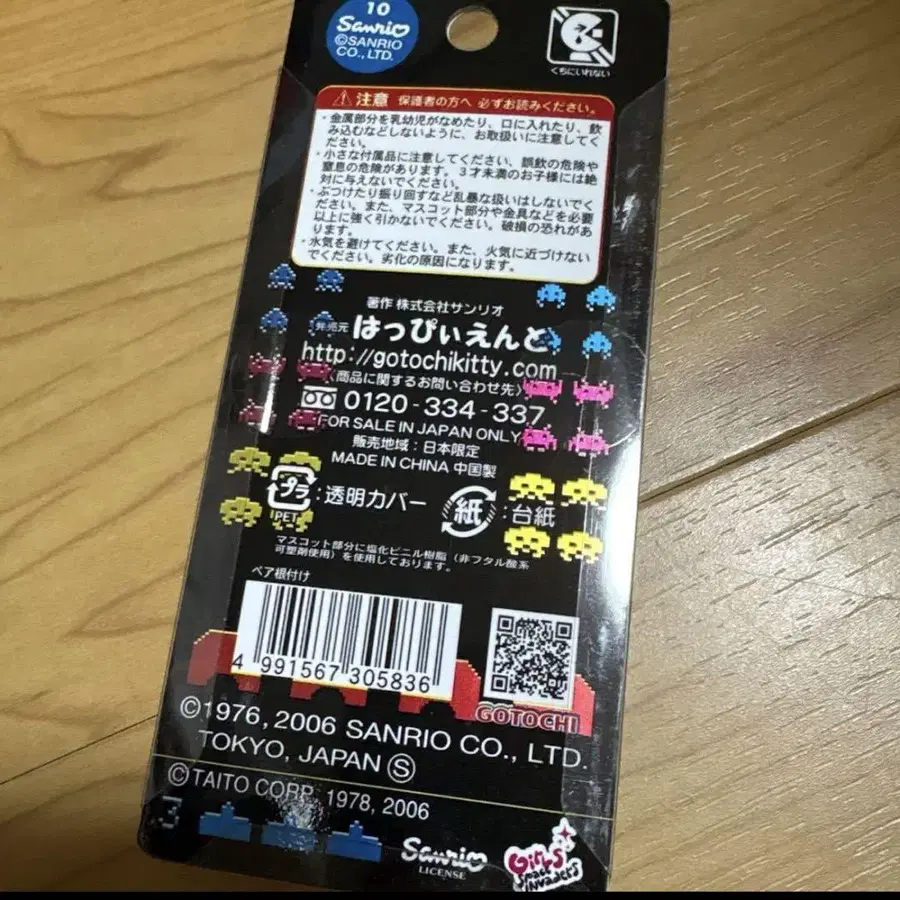 10
Sanrio
©SANRIO
CO., LTD.
くちにいれない
注意 保護者の方へ 必ずお読みください。
・金属部分を乳幼児がなめたり、口に入れたり、飲
み込むなどしないように、お取扱いに注意してく
ださい。
・小さな付属品に注意してください、誤飲の危険や
窒息の危険があります。3才未満のお子様には絶
対に与えないでください。
・ぶつけたり振り回すなど乱暴な扱いはしないでく
ださい。また、マスコット部分や金具などを必要
以上に強く引かないでください。破損の恐れがあ
ります。
・水気を避けてください。また、火気に近づけない
でください。劣化の原因になります。
著作 株式会社サンリオ
発売元 はっぴぃえんど
http://gotochikitty.com
(商品に関するお問い合わせ先)
0120-334-337
FOR SALE IN JAPAN ONLY
販売地域：日本限定
MADE IN CHINA 中国製
プラ :透明カバー
PET
紙 :台紙
マスコット部分に塩化ビニル樹脂（非フタル酸系
可塑剤使用）を使用しております。
ペア根付け
4 991567 305836
GOTOCHI
©1976, 2006 SANRIO CO., LTD.
TOKYO, JAPAN Ⓢ
©TAITO CORP. 1978, 2006
3
Sanrio
LICENSE
Girls
Space
Invaders